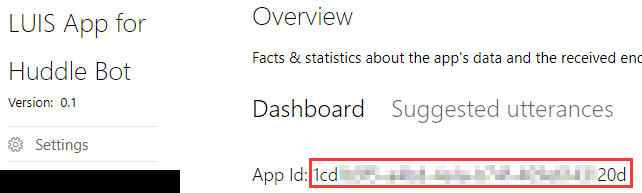 LUIS App for
Huddle Bot
Version: 0.1
Settings
Overview
Facts & statistics about the app's data and the received
Dashboard Suggested utterances
App Id: 1cd 20d